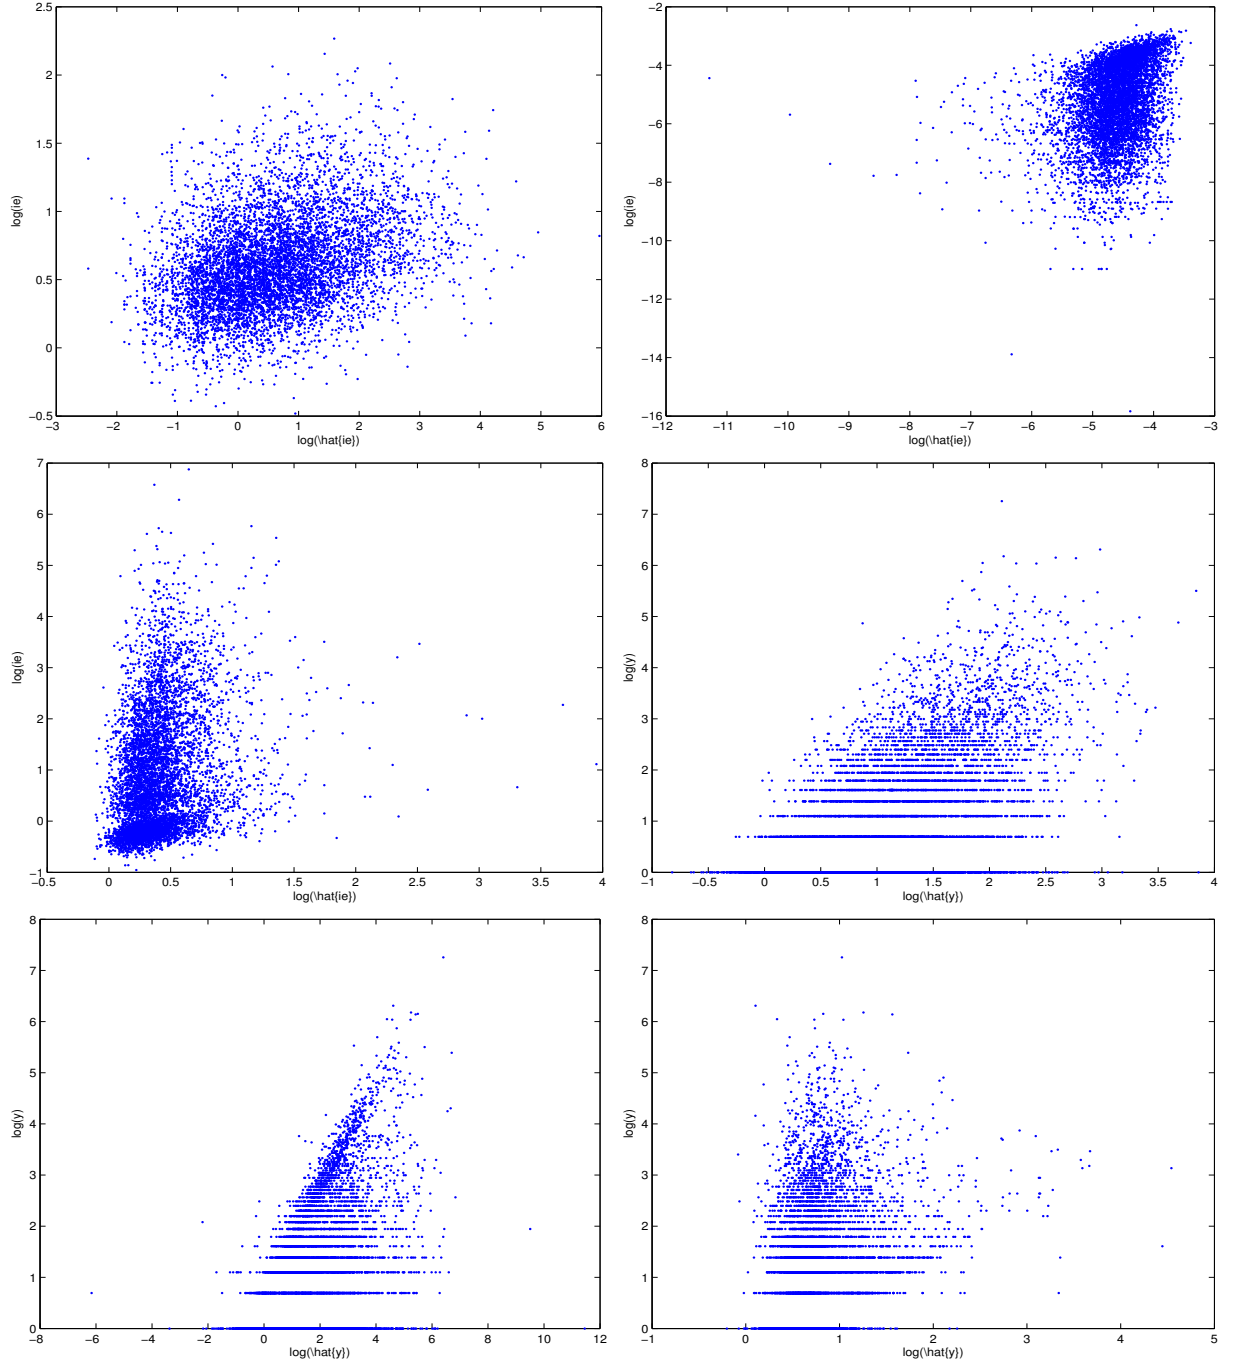 2.5
2
1.5
1
0.5
0
−0.5
log(ie)
−3 −2 −1 0 1 2 3 4 5 6
log(\hat{ie})
−2
−4
−6
−8
−10
−12
−14
−16
log(ie)
−12 −11 −10 −9 −8 −7 −6 −5 −4 −3
log(\hat{ie})
7
6
5
4
3
2
1
0
−1
log(ie)
−0.5 0 0.5 1 1.5 2 2.5 3 3.5 4
log(\hat{ie})
8
7
6
5
4
3
2
1
0
log(y)
−1 −0.5 0 0.5 1 1.5 2 2.5 3 3.5 4
log(\hat{y})
8
7
6
5
4
3
2
1
0
log(y)
−8 −6 −4 −2 0 2 4 6 8 10 12
log(\hat{y})
8
7
6
5
4
3
2
1
0
log(y)
−1 0 1 2 3 4 5
log(\hat{y})